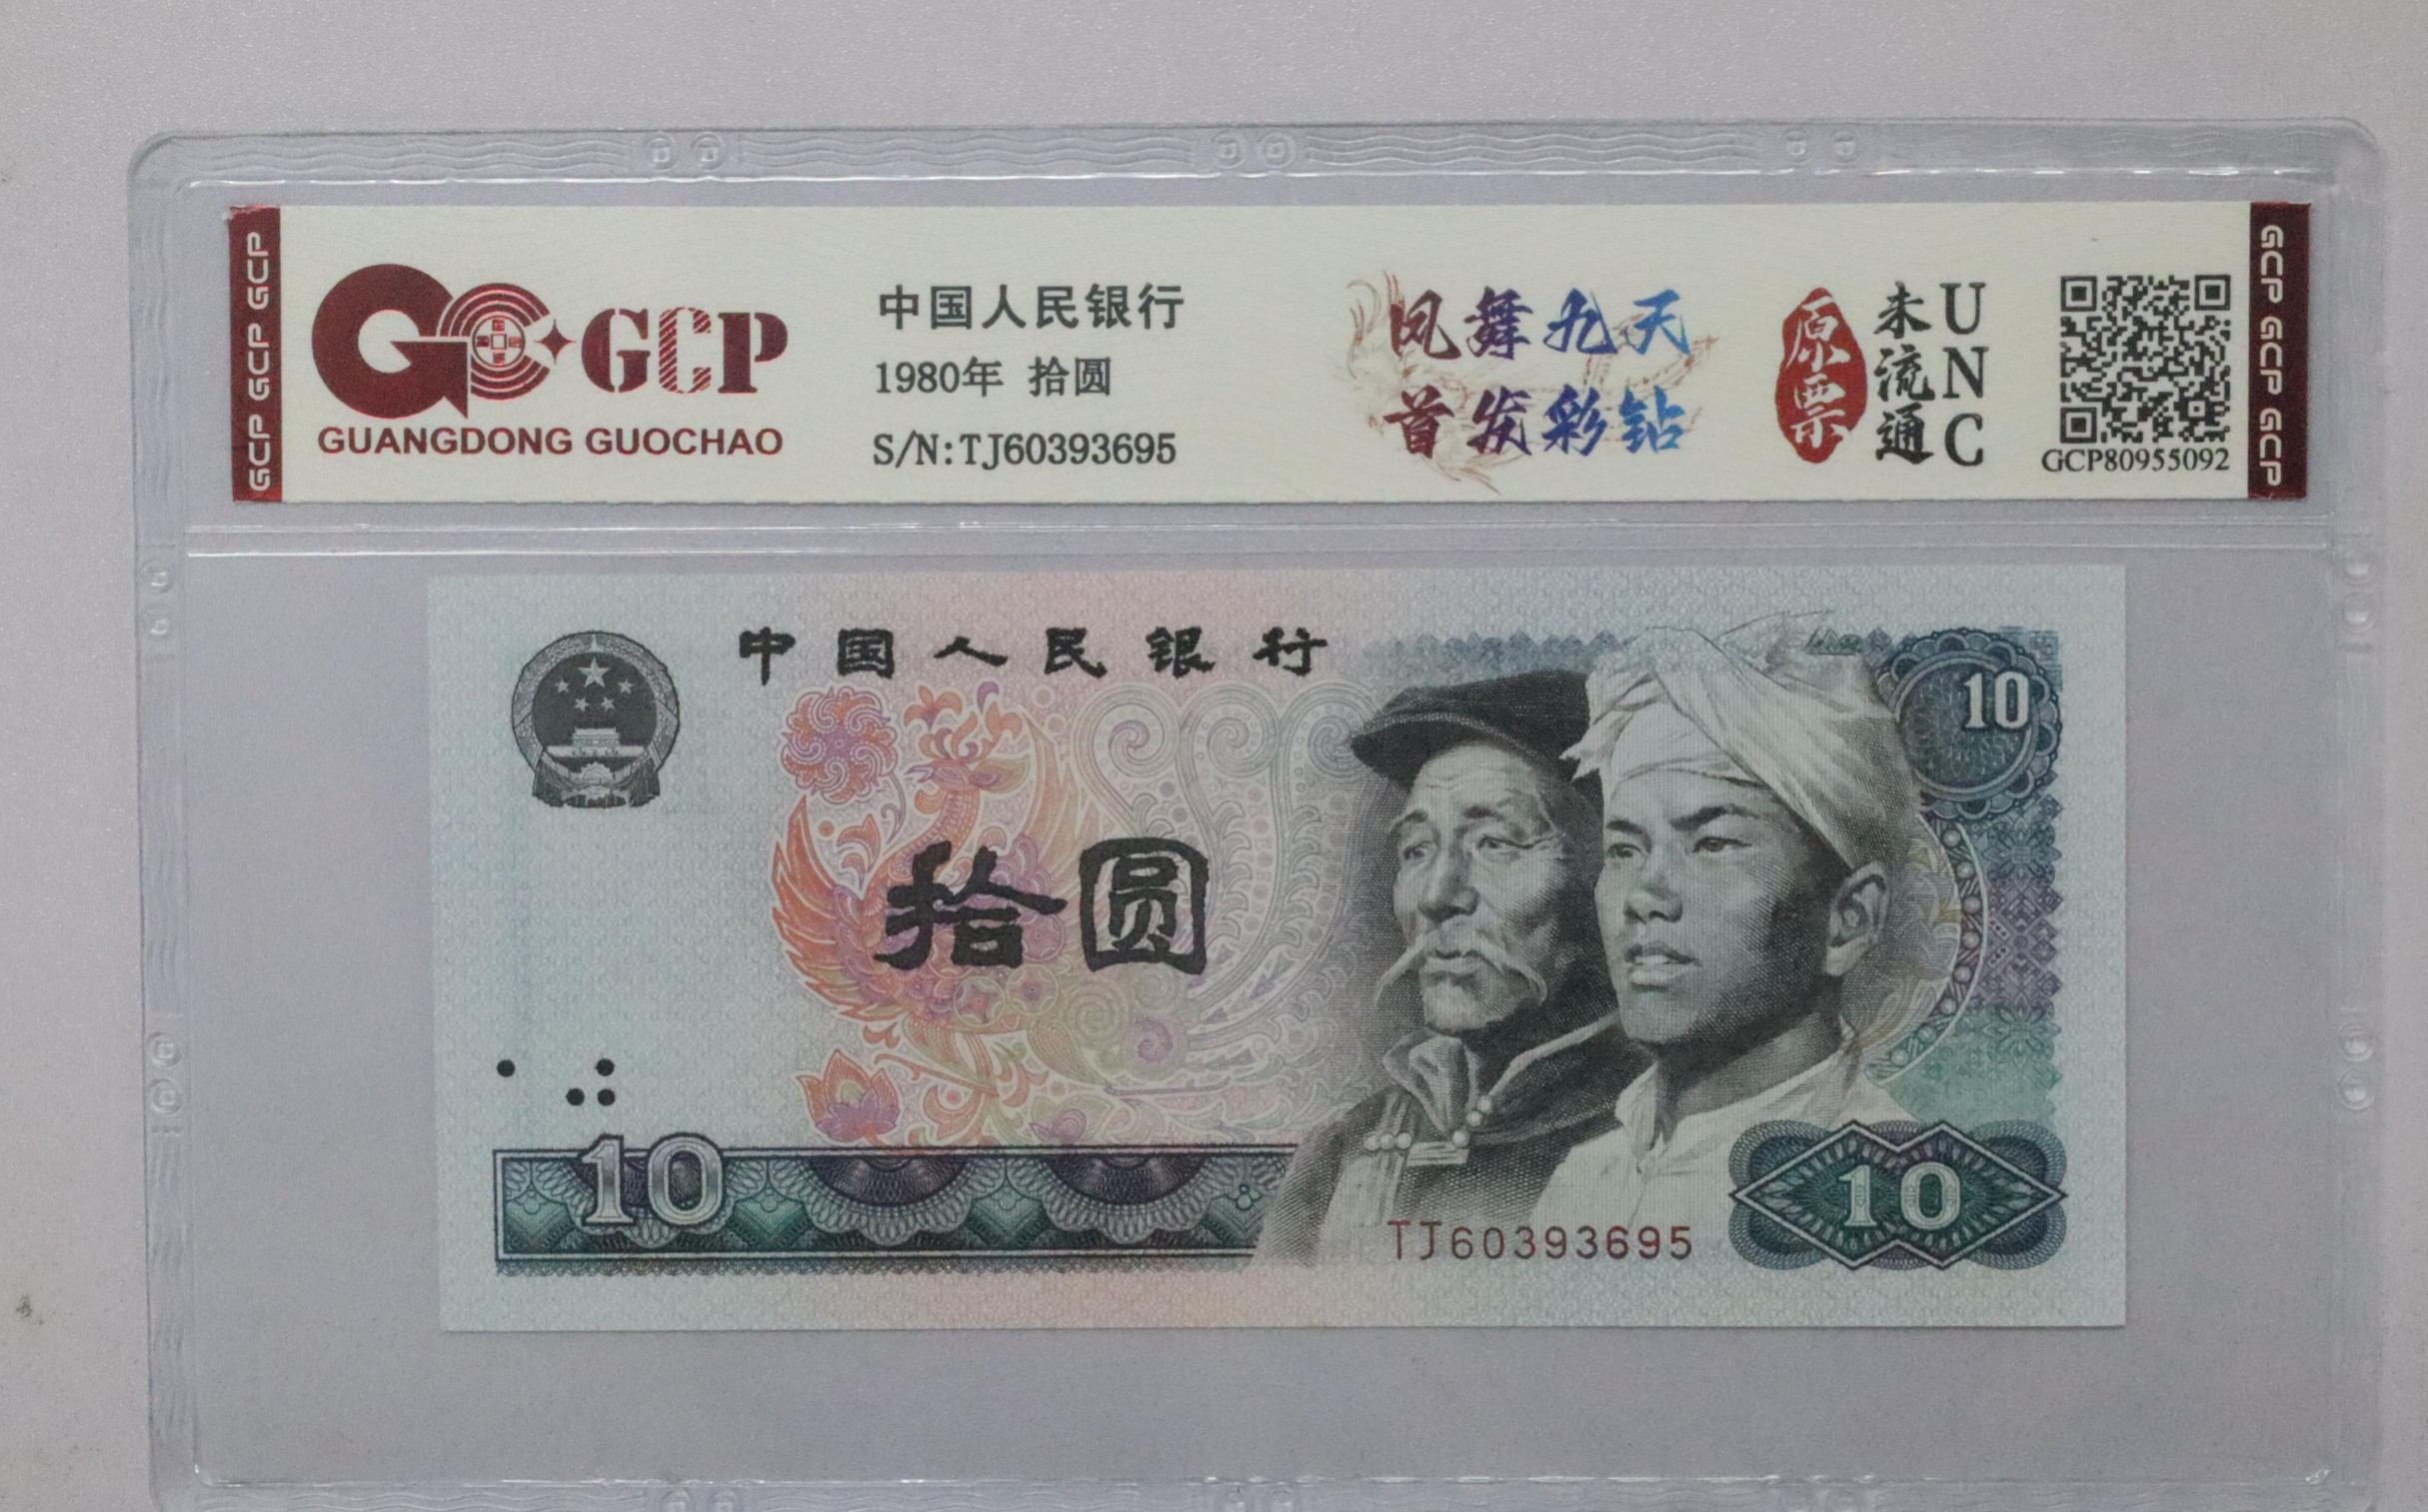 GCP GCP GCP
GCP
GUANGDONG GUOCHAO
中国人民银行
1980年 拾圆
S/N:TJ60393695
凤舞九天
首发彩钻
原票
未流通
UNC
GCP80955092
GCP GCP GCP
中国人民银行
10
拾圆
10
TJ60393695
10